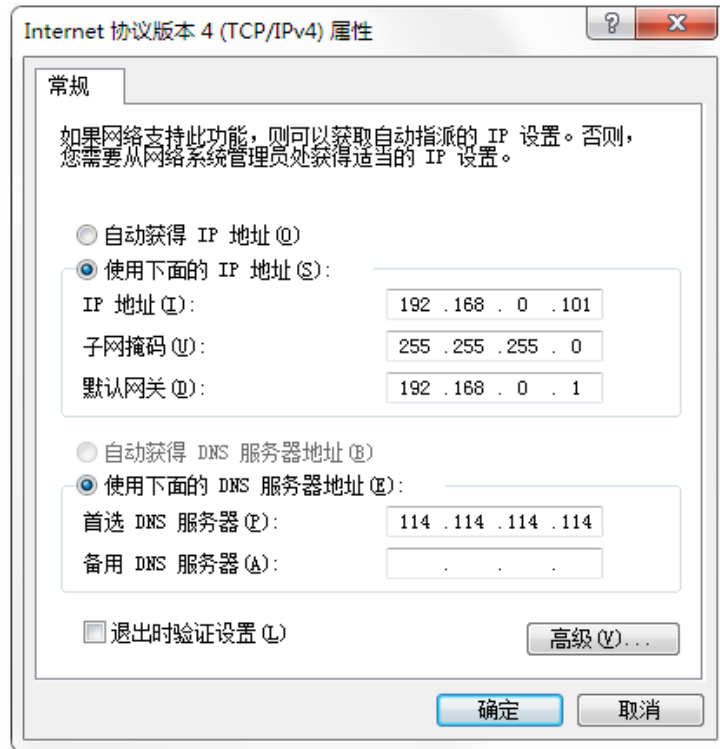 Internet 协议版本 4 (TCP/IPv4) 属性
常规
如果网络支持此功能，则可以获取自动指派的 IP 设置。否则，
您需要从网络系统管理员处获得适当的 IP 设置。
自动获得 IP 地址(O)
使用下面的 IP 地址(S):
IP 地址(I): 192 .168 . 0 .101
子网掩码(U): 255 .255 .255 . 0
默认网关(D): 192 .168 . 0 . 1
自动获得 DNS 服务器地址(B)
使用下面的 DNS 服务器地址(E):
首选 DNS 服务器(P): 114 .114 .114 .114
备用 DNS 服务器(A): . . .
退出时验证设置(L)
高级(V)...
确定 取消